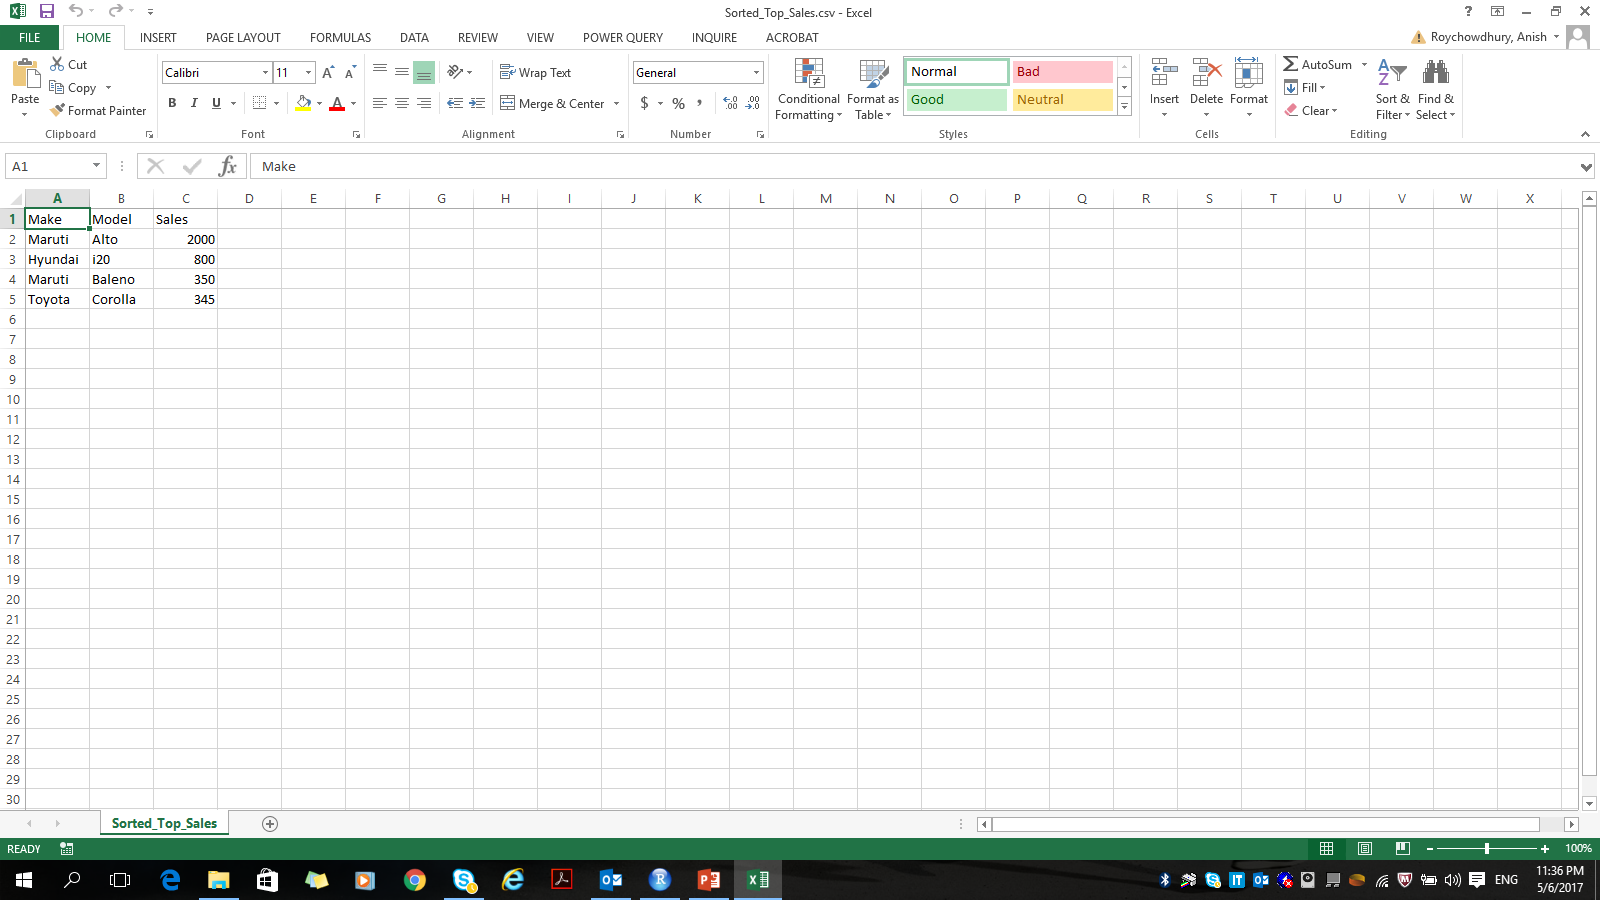 Sorted_Top_Sales.csv - Excel
FILE HOME INSERT PAGE LAYOUT FORMULAS DATA REVIEW VIEW POWER QUERY INQUIRE ACROBAT Roychowdhury, Anish
Paste
Cut
Copy
Format Painter
Clipboard
Calibri 11
B I U
Font
Wrap Text
Merge & Center
Alignment
General
$ % ,
Number
Conditional Formatting
Format as Table
Normal Bad
Good Neutral
Styles
Insert Delete Format
Cells
AutoSum
Fill
Clear
Sort & Filter
Find & Select
Editing
A1 fx Make
A B C D E F G H I J K L M N O P Q R S T U V W X
1 Make Model Sales
2 Maruti Alto 2000
3 Hyundai i20 800
4 Maruti Baleno 350
5 Toyota Corolla 345
6
7
8
9
10
11
12
13
14
15
16
17
18
19
20
21
22
23
24
25
26
27
28
29
30
Sorted_Top_Sales
READY 100%
ENG 11:36 PM
5/6/2017